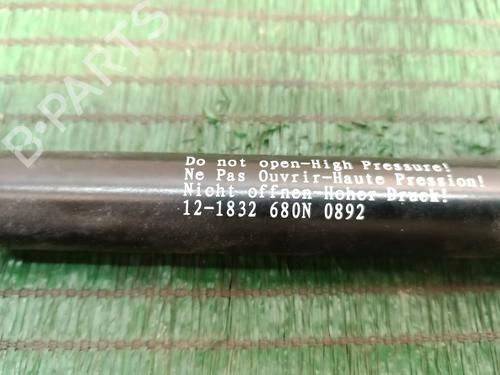 B-PARTS
Do not open-High Pressure!
Ne Pas Ouvrir-Haute Pression!
Nicht offnen-Hoher Druck!
12-1832 680N 0892